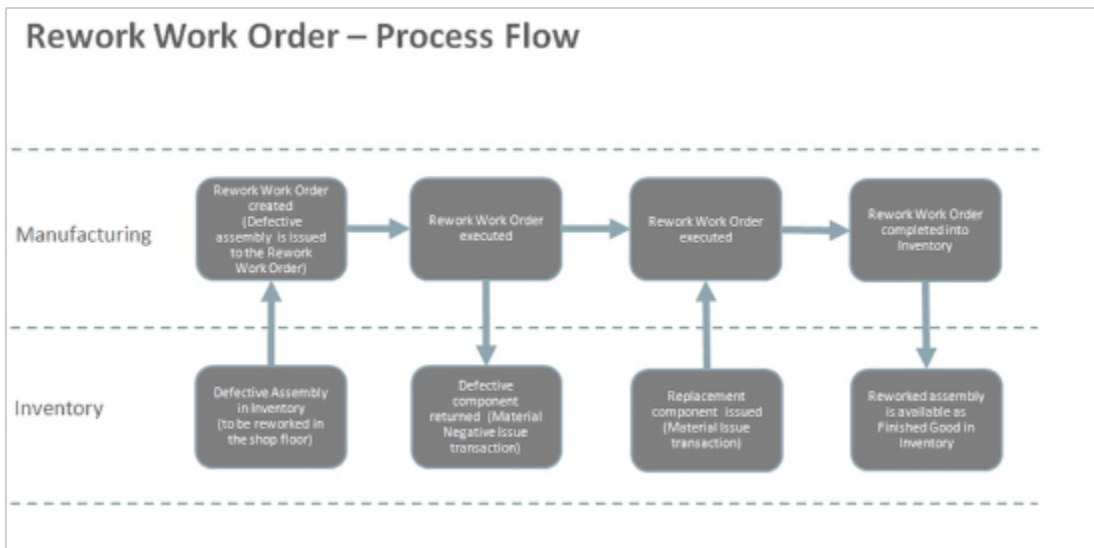 Rework Work Order – Process Flow
Manufacturing
Rework Work Order
created
(Defective
assembly is issued
to the Rework
Work Order)
Rework Work Order
executed
Rework Work Order
executed
Rework Work Order
completed into
Inventory
Inventory
Defective Assembly
in Inventory
(to be reworked in
the shop floor)
Defective
component
returned (Material
Negative Issue
transaction)
Replacement
component issued
(Material Issue
transaction)
Reworked assembly
is available as
Finished Good in
Inventory